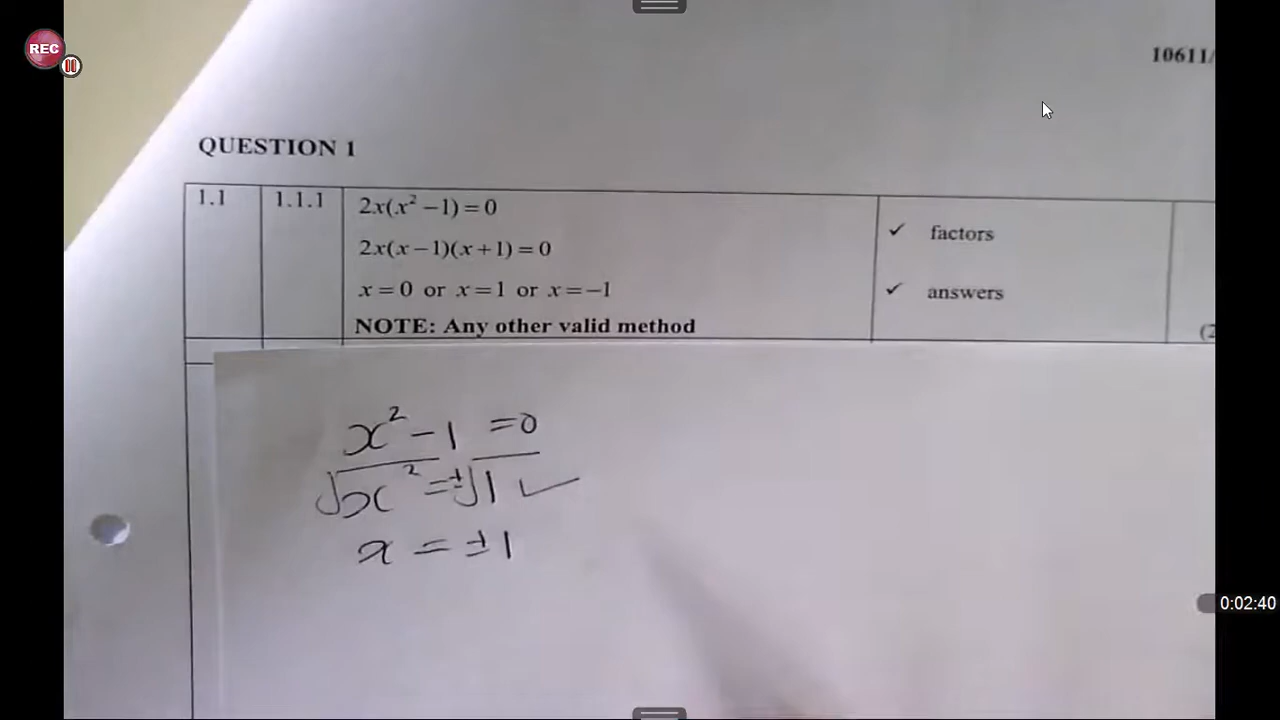 REC
10611/
QUESTION 1
1.1 1.1.1 2x(x² −1) = 0
✓ factors
2x(x−1)(x+1) = 0
x = 0 or x = 1 or x = −1
✓ answers
NOTE: Any other valid method
(2
x² − 1 = 0
√x² = ±√1 ✓
x = ±1
0:02:40